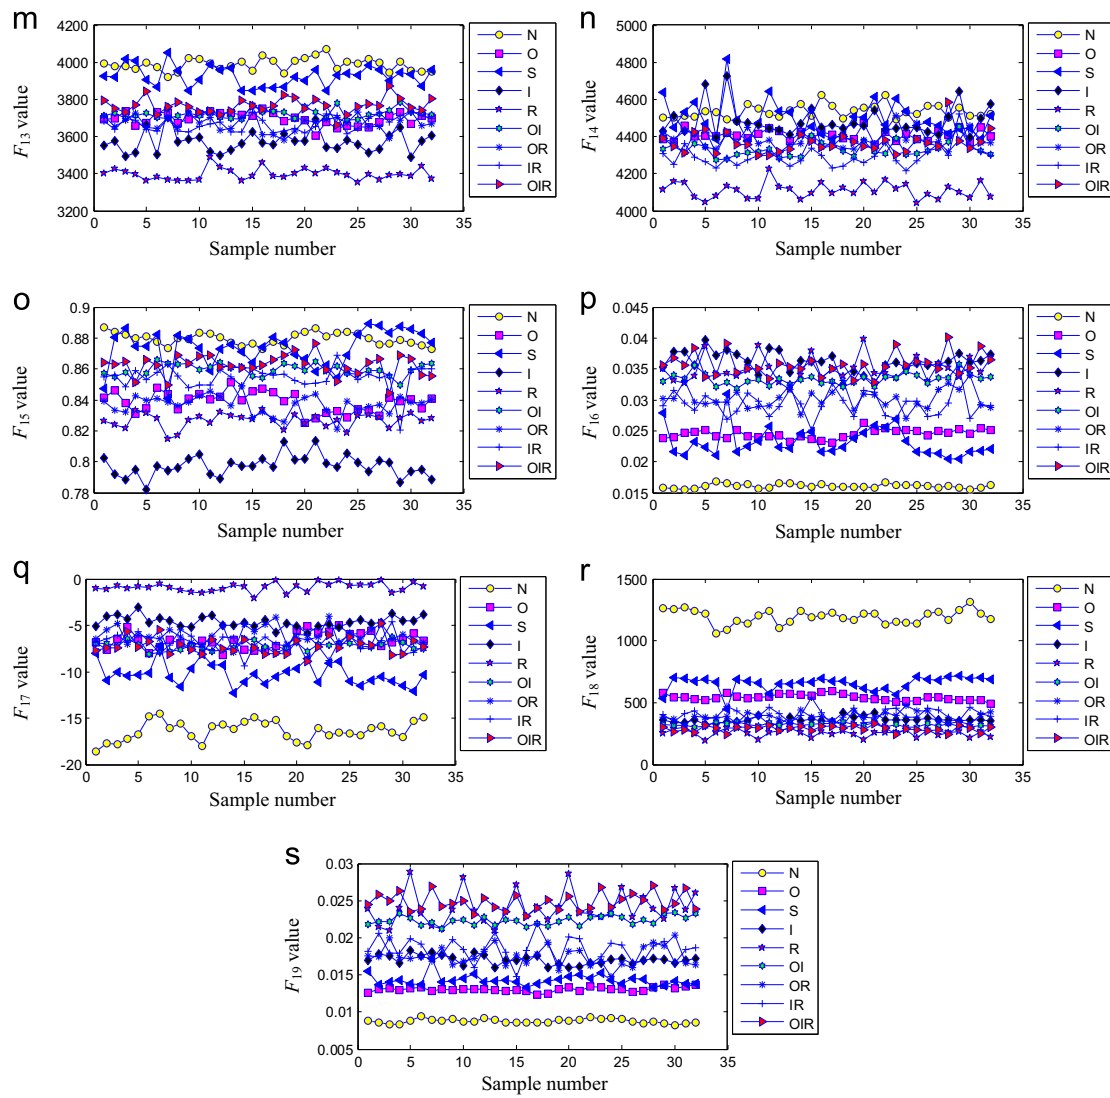 m
4200
4000
3800
3600
3400
3200
0 5 10 15 20 25 30 35
F13 value
Sample number
N
O
S
I
R
OI
OR
IR
OIR
n
5000
4800
4600
4400
4200
4000
0 5 10 15 20 25 30 35
F14 value
Sample number
N
O
S
I
R
OI
OR
IR
OIR
o
0.9
0.88
0.86
0.84
0.82
0.8
0.78
0 5 10 15 20 25 30 35
F15 value
Sample number
N
O
S
I
R
OI
OR
IR
OIR
p
0.045
0.04
0.035
0.03
0.025
0.02
0.015
0 5 10 15 20 25 30 35
F16 value
Sample number
N
O
S
I
R
OI
OR
IR
OIR
q
0
-5
-10
-15
-20
0 5 10 15 20 25 30 35
F17 value
Sample number
N
O
S
I
R
OI
OR
IR
OIR
r
1500
1000
500
0
0 5 10 15 20 25 30 35
F18 value
Sample number
N
O
S
I
R
OI
OR
IR
OIR
s
0.03
0.025
0.02
0.015
0.01
0.005
0 5 10 15 20 25 30 35
F19 value
Sample number
N
O
S
I
R
OI
OR
IR
OIR